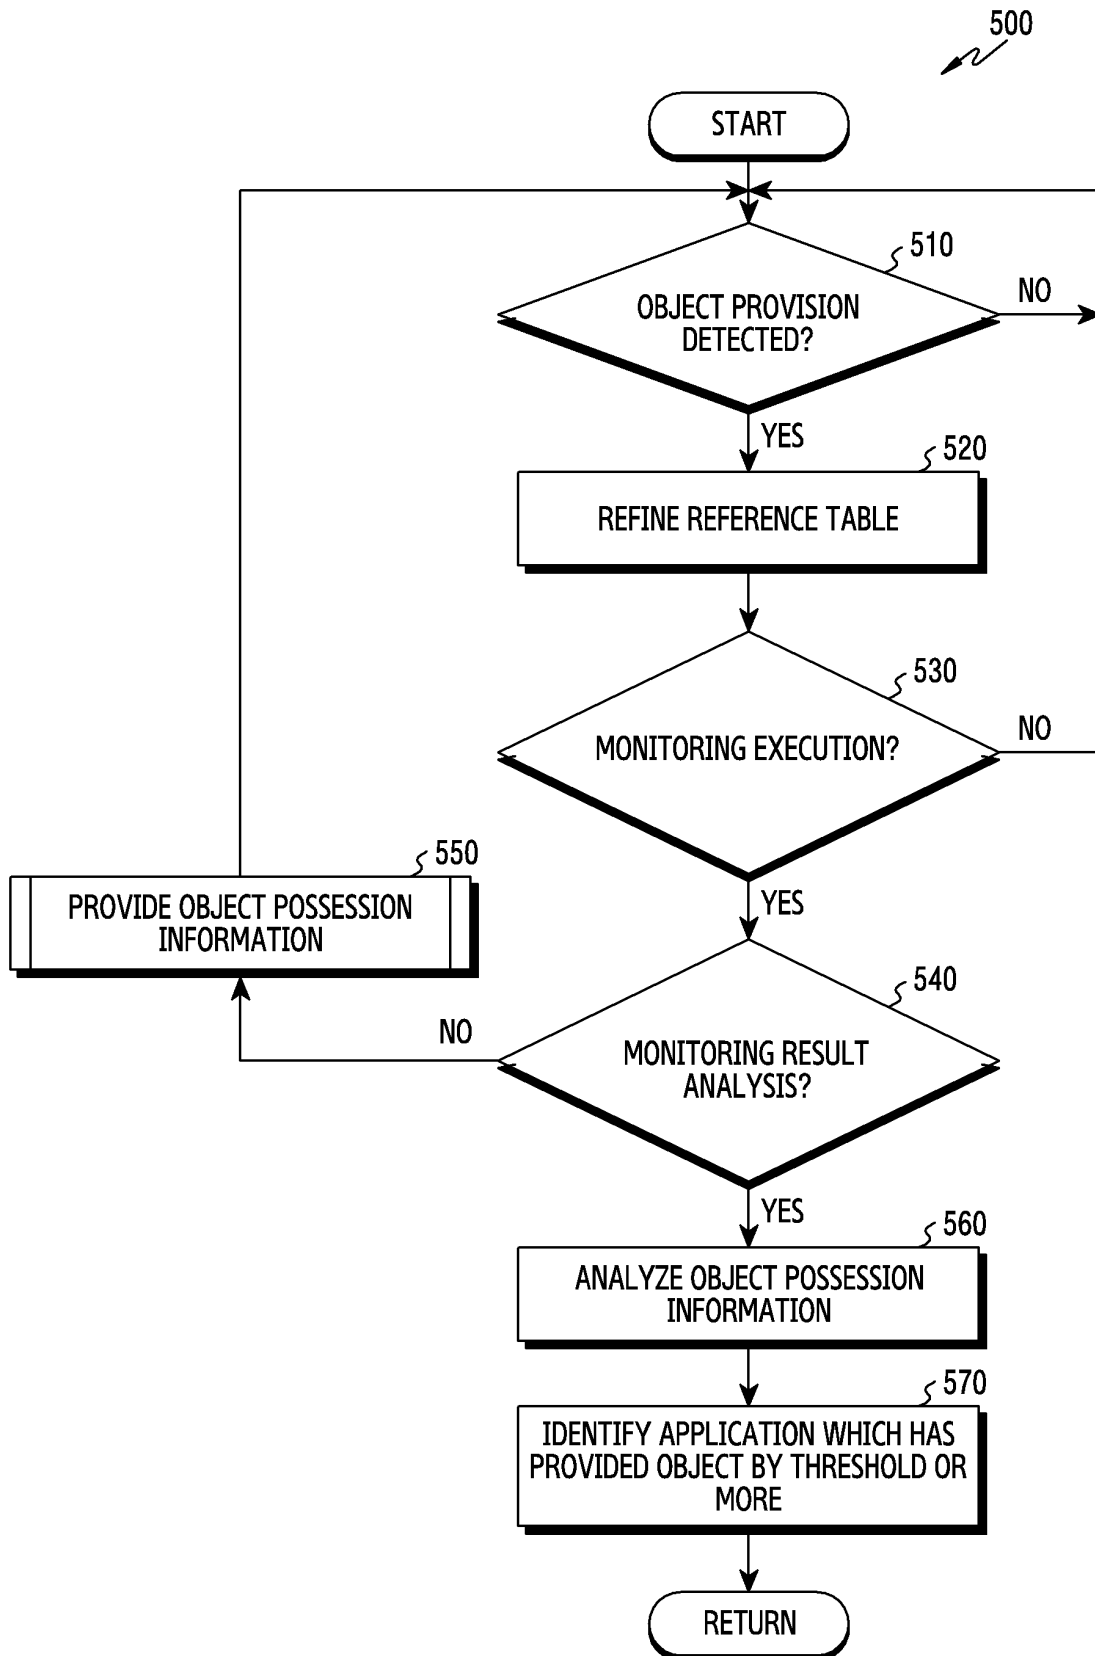 500
START
510
OBJECT PROVISION
DETECTED?
NO
YES
520
REFINE REFERENCE TABLE
530
MONITORING EXECUTION?
NO
YES
550
PROVIDE OBJECT POSSESSION
INFORMATION
540
MONITORING RESULT
ANALYSIS?
NO
YES
560
ANALYZE OBJECT POSSESSION
INFORMATION
570
IDENTIFY APPLICATION WHICH HAS
PROVIDED OBJECT BY THRESHOLD OR
MORE
RETURN